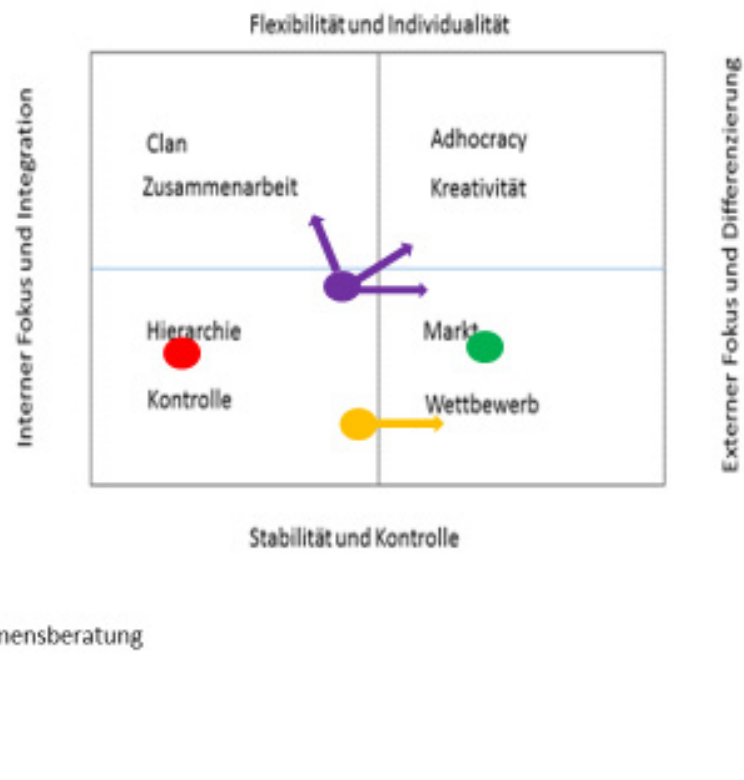 Flexibilität und Individualität
Interner Fokus und Integration
Externer Fokus und Differenzierung
Clan
Zusammenarbeit
Adhocracy
Kreativität
Hierarchie
Kontrolle
Markt
Wettbewerb
Stabilität und Kontrolle
mensberatung